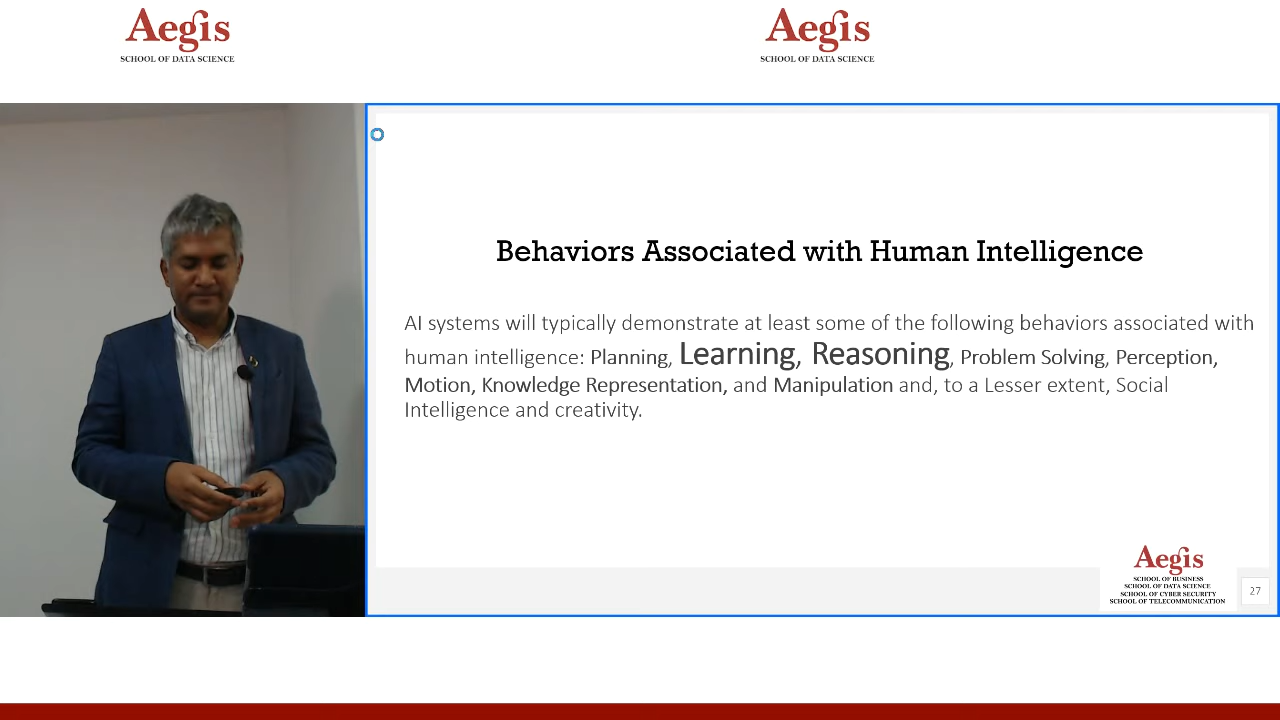 Aegis
SCHOOL OF DATA SCIENCE
Aegis
SCHOOL OF DATA SCIENCE
Behaviors Associated with Human Intelligence
AI systems will typically demonstrate at least some of the following behaviors associated with
human intelligence: Planning, Learning, Reasoning, Problem Solving, Perception,
Motion, Knowledge Representation, and Manipulation and, to a Lesser extent, Social
Intelligence and creativity.
Aegis
SCHOOL OF BUSINESS
SCHOOL OF DATA SCIENCE
SCHOOL OF CYBER SECURITY
SCHOOL OF TELECOMMUNICATION
27